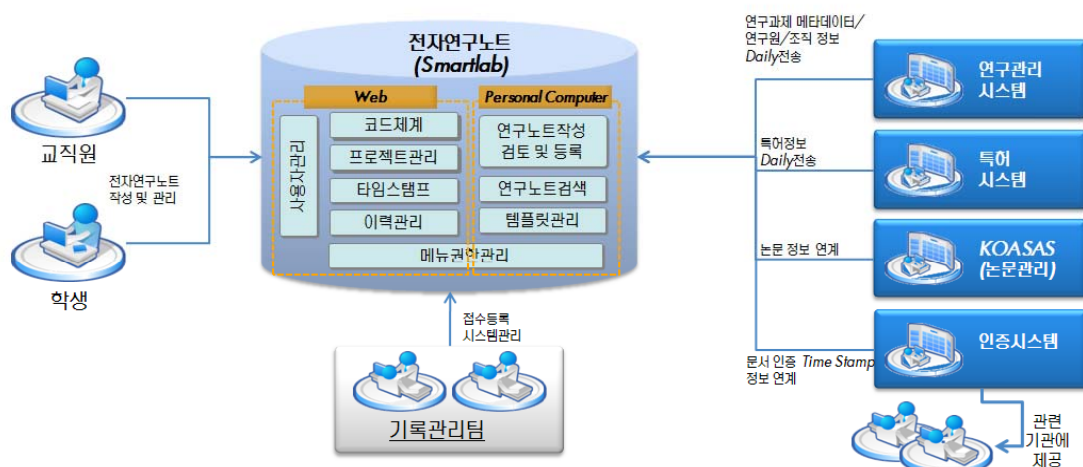 전자연구노트
(Smartlab)
Web
Personal Computer
사용자관리
코드체계
프로젝트관리
타임스탬프
이력관리
연구노트작성
검토 및 등록
연구노트검색
템플릿관리
메뉴권한관리
교직원
전자연구노트
작성 및 관리
학생
접수등록
시스템관리
기록관리팀
연구과제 메타데이터/
연구원/조직 정보
Daily전송
연구관리
시스템
특허정보
Daily전송
특허
시스템
논문 정보 연계
KOASAS
(논문관리)
인증시스템
문서 인증 Time Stamp
정보 연계
관련
기관에
제공